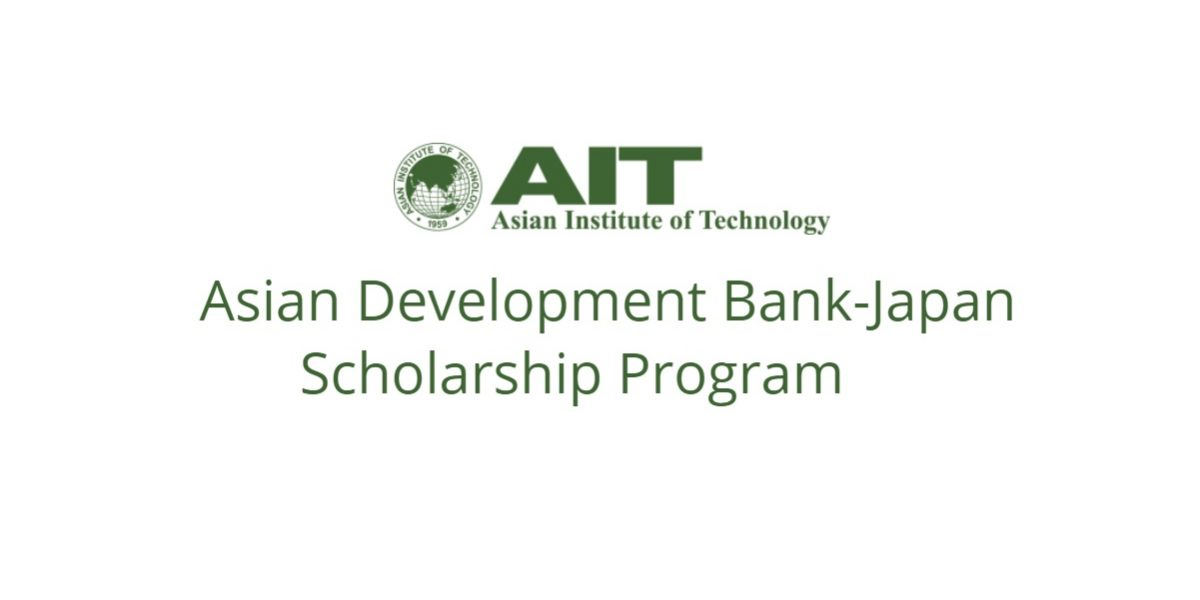 ASIAN INSTITUTE OF TECHNOLOGY
• 1959 •
AIT
Asian Institute of Technology
Asian Development Bank-Japan
Scholarship Program